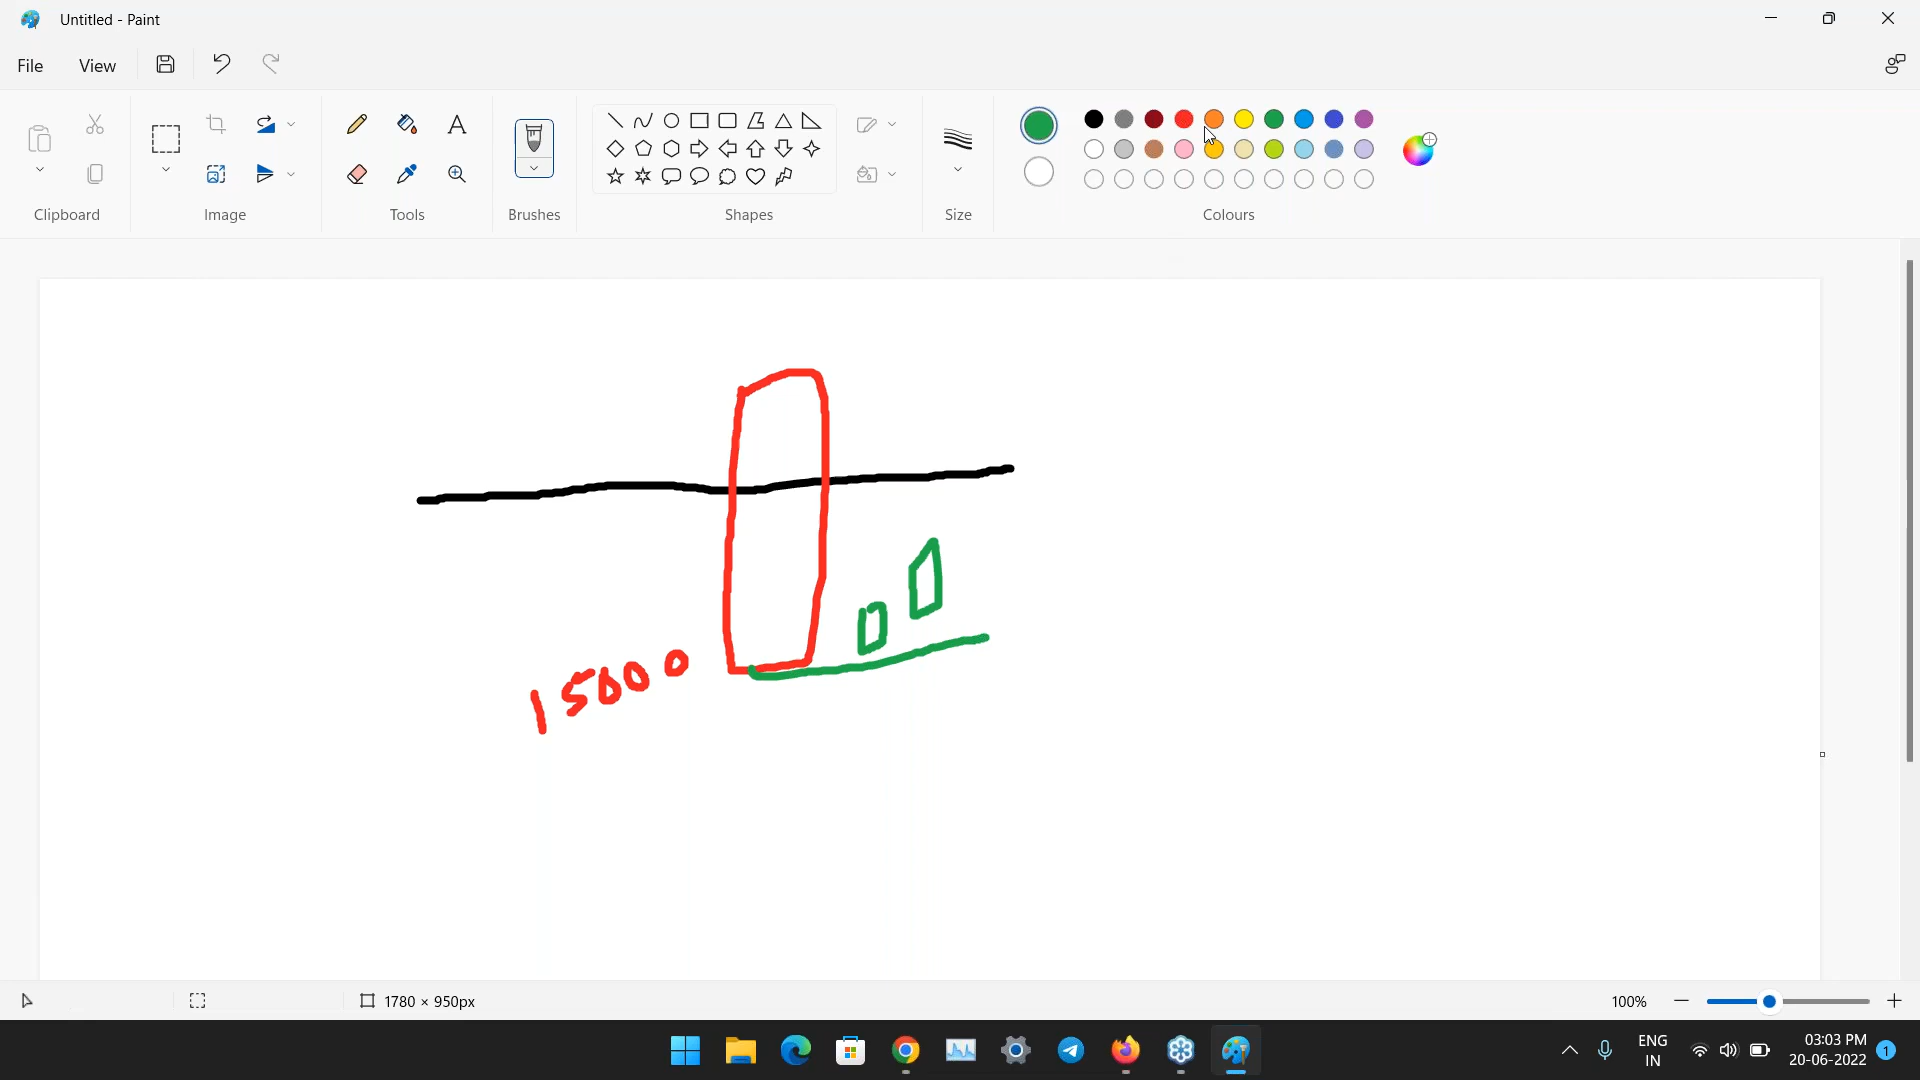 Untitled - Paint
File View
Clipboard Image Tools Brushes Shapes Size Colours
15000
1780 × 950px 100%
ENG 03:03 PM
IN 20-06-2022 1